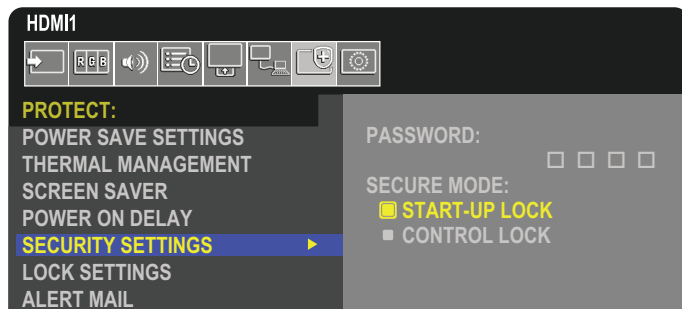 HDMI1
RGB
PROTECT:
POWER SAVE SETTINGS
THERMAL MANAGEMENT
SCREEN SAVER
POWER ON DELAY
SECURITY SETTINGS
LOCK SETTINGS
ALERT MAIL
PASSWORD:
SECURE MODE:
START-UP LOCK
CONTROL LOCK